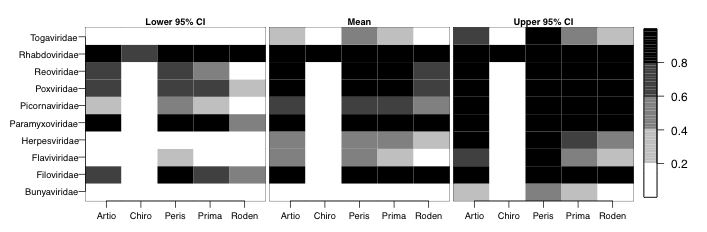 Lower 95% CI Mean Upper 95% CI
Togaviridae
Rhabdoviridae
Reoviridae
Poxviridae
Picornaviridae
Paramyxoviridae
Herpesviridae
Flaviviridae
Filoviridae
Bunyaviridae
Artio Chiro Peris Prima Roden Artio Chiro Peris Prima Roden Artio Chiro Peris Prima Roden
0.8
0.6
0.4
0.2